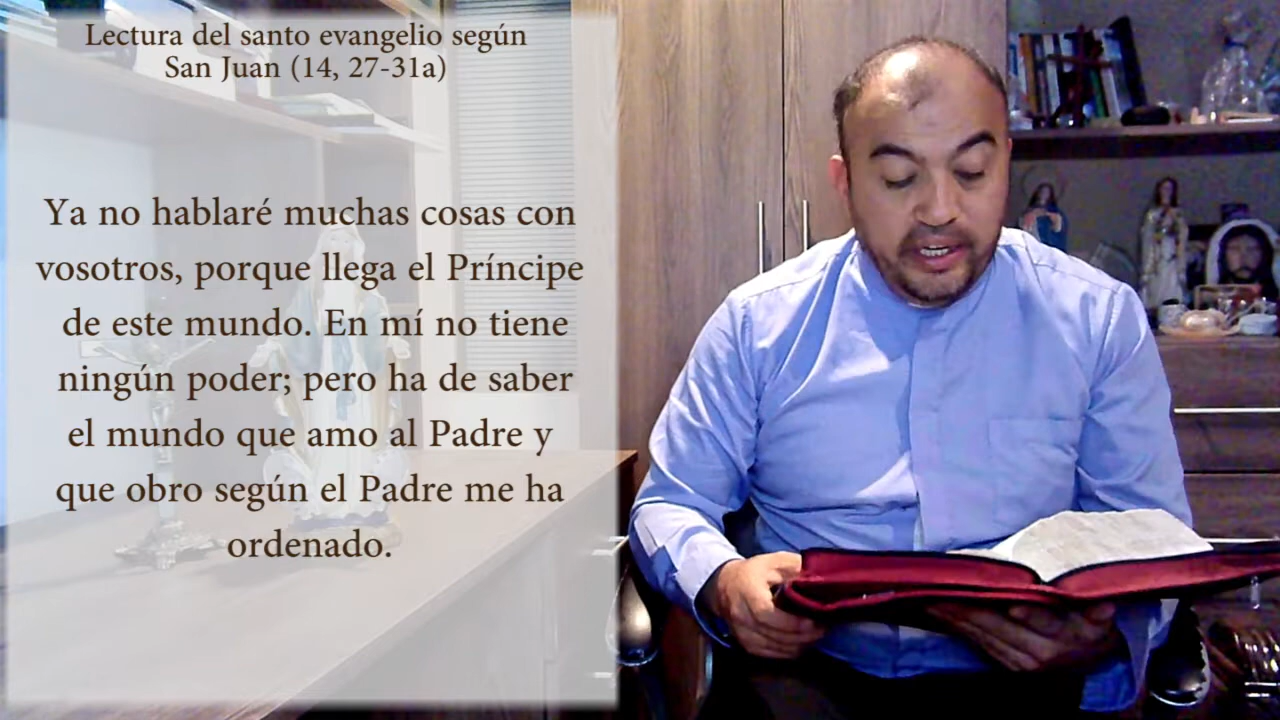 Lectura del santo evangelio según
San Juan (14, 27-31a)
Ya no hablaré muchas cosas con
vosotros, porque llega el Príncipe
de este mundo. En mí no tiene
ningún poder; pero ha de saber
el mundo que amo al Padre y
que obro según el Padre me ha
ordenado.